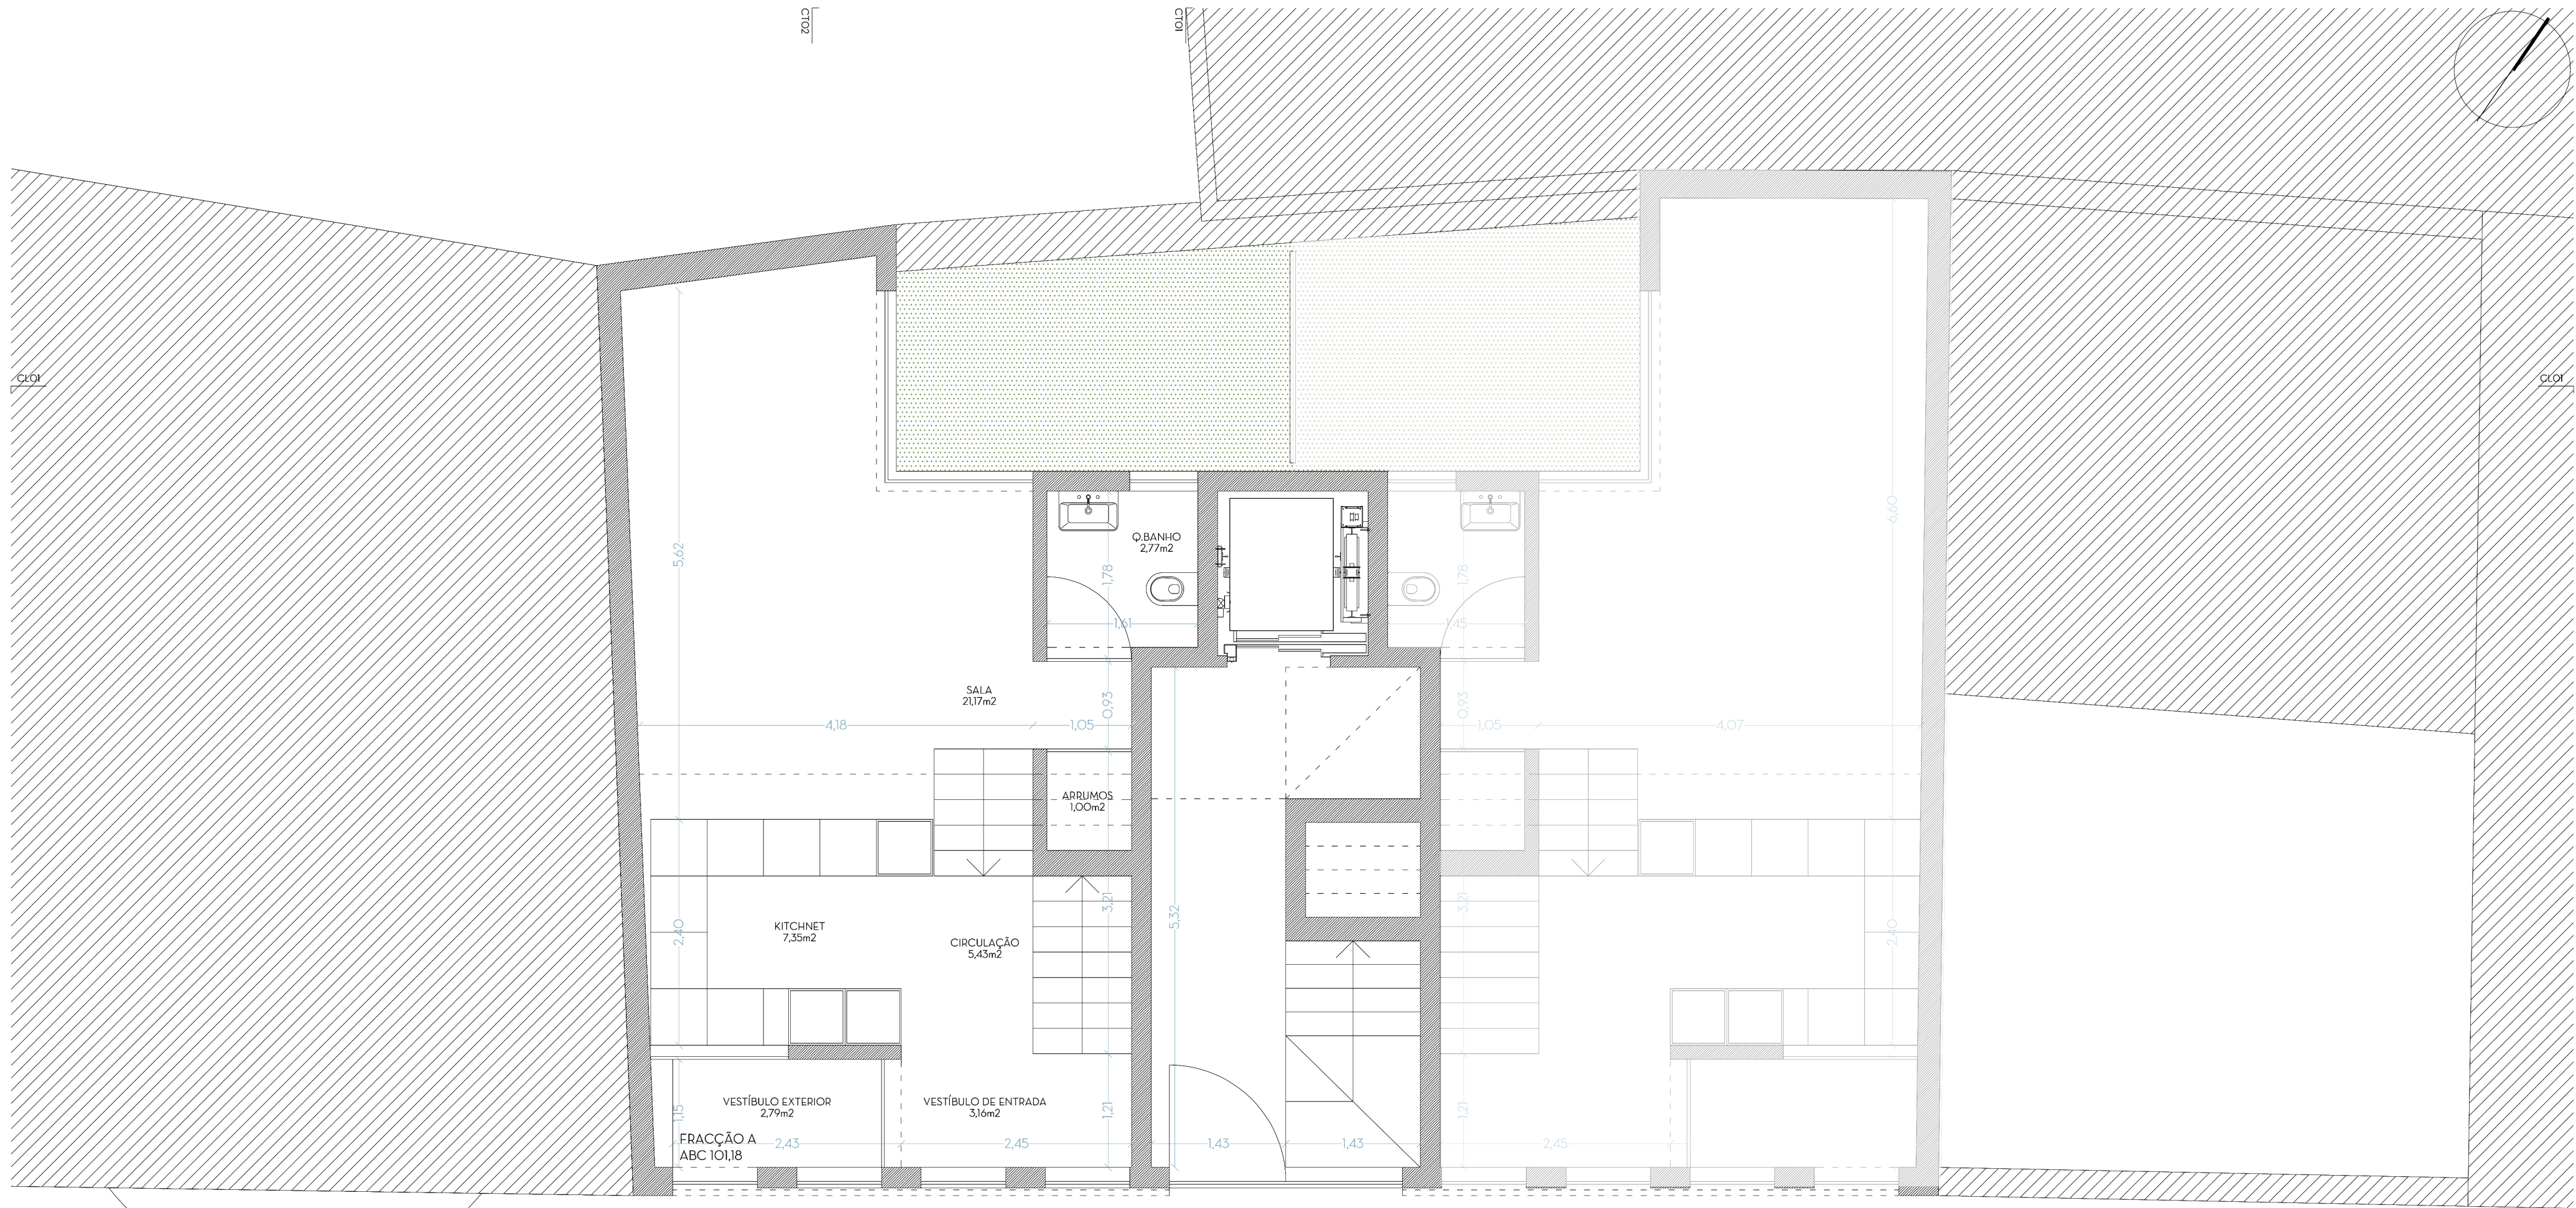 CT02
CT01
CL01
CL01
Q.BANHO
2,77m2
5,62
1,78
1,78
6,60
1,61
1,45
SALA
21,17m2
0,93
0,93
4,18
1,05
1,05
4,07
ARRUMOS
1,00m2
3,21
5,32
3,21
KITCHNET
7,35m2
2,40
2,40
CIRCULAÇÃO
5,43m2
VESTÍBULO EXTERIOR
2,79m2
VESTÍBULO DE ENTRADA
3,16m2
1,15
1,21
1,21
FRACÇÃO A
ABC 101,18
2,43
2,45
1,43
1,43
2,45